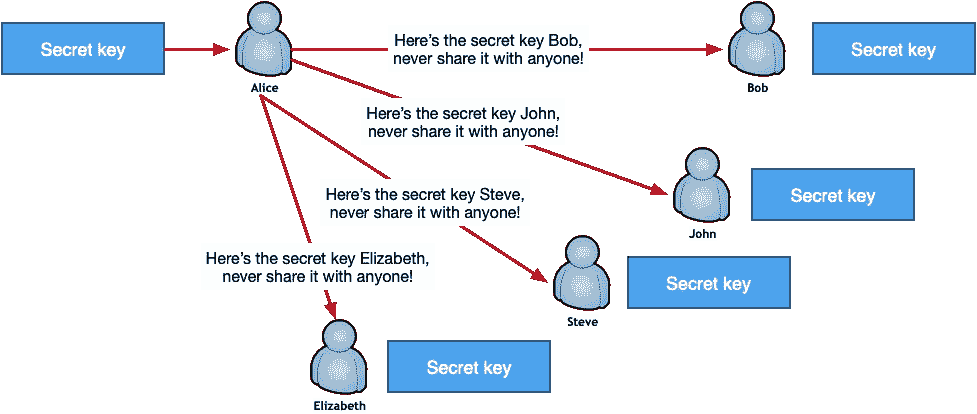 Secret key
Alice
Here's the secret key Bob,
never share it with anyone!
Bob
Secret key
Here's the secret key John,
never share it with anyone!
John
Secret key
Here's the secret key Steve,
never share it with anyone!
Steve
Secret key
Here's the secret key Elizabeth,
never share it with anyone!
Elizabeth
Secret key